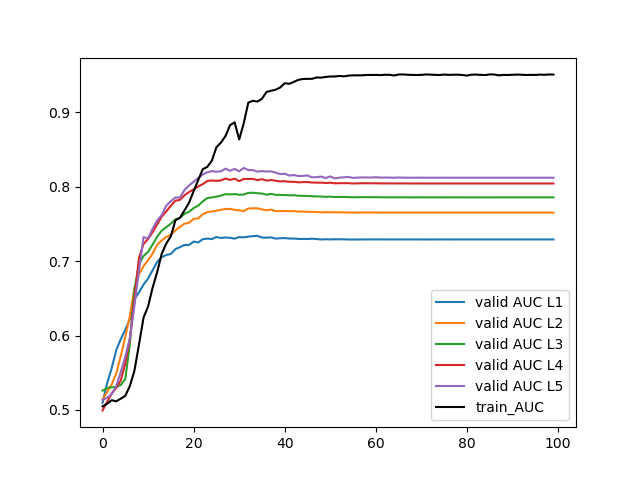 0.9
0.8
0.7
0.6
0.5
0 20 40 60 80 100
valid AUC L1
valid AUC L2
valid AUC L3
valid AUC L4
valid AUC L5
train_AUC